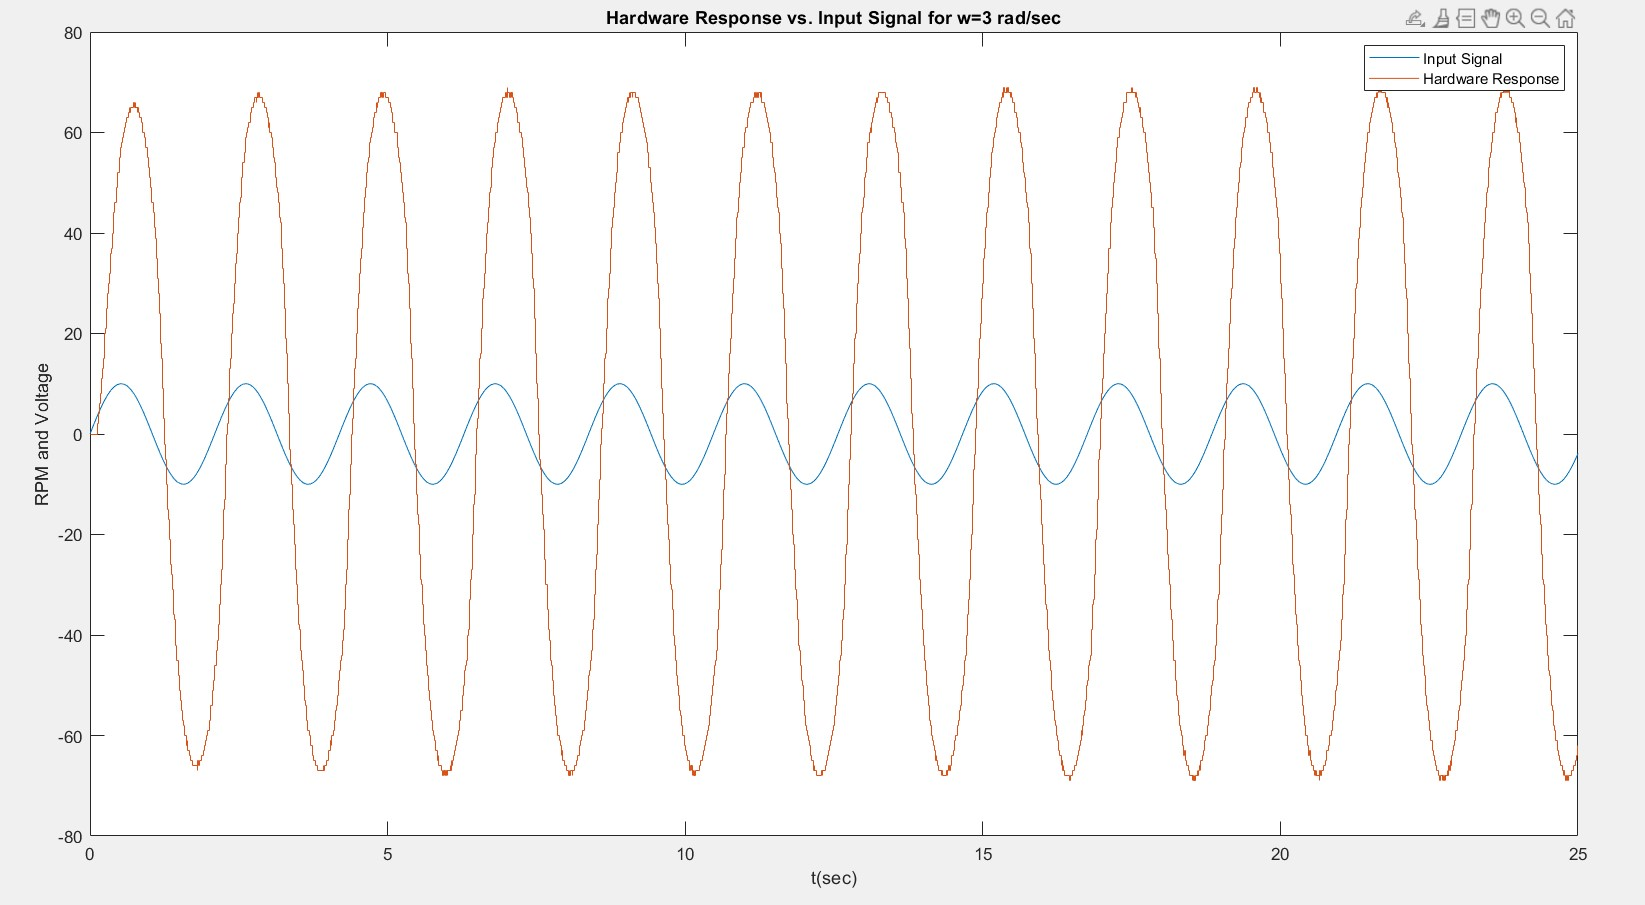 Hardware Response vs. Input Signal for w=3 rad/sec
Input Signal
Hardware Response
80
60
40
20
0
-20
-40
-60
-80
RPM and Voltage
0 5 10 15 20 25
t(sec)